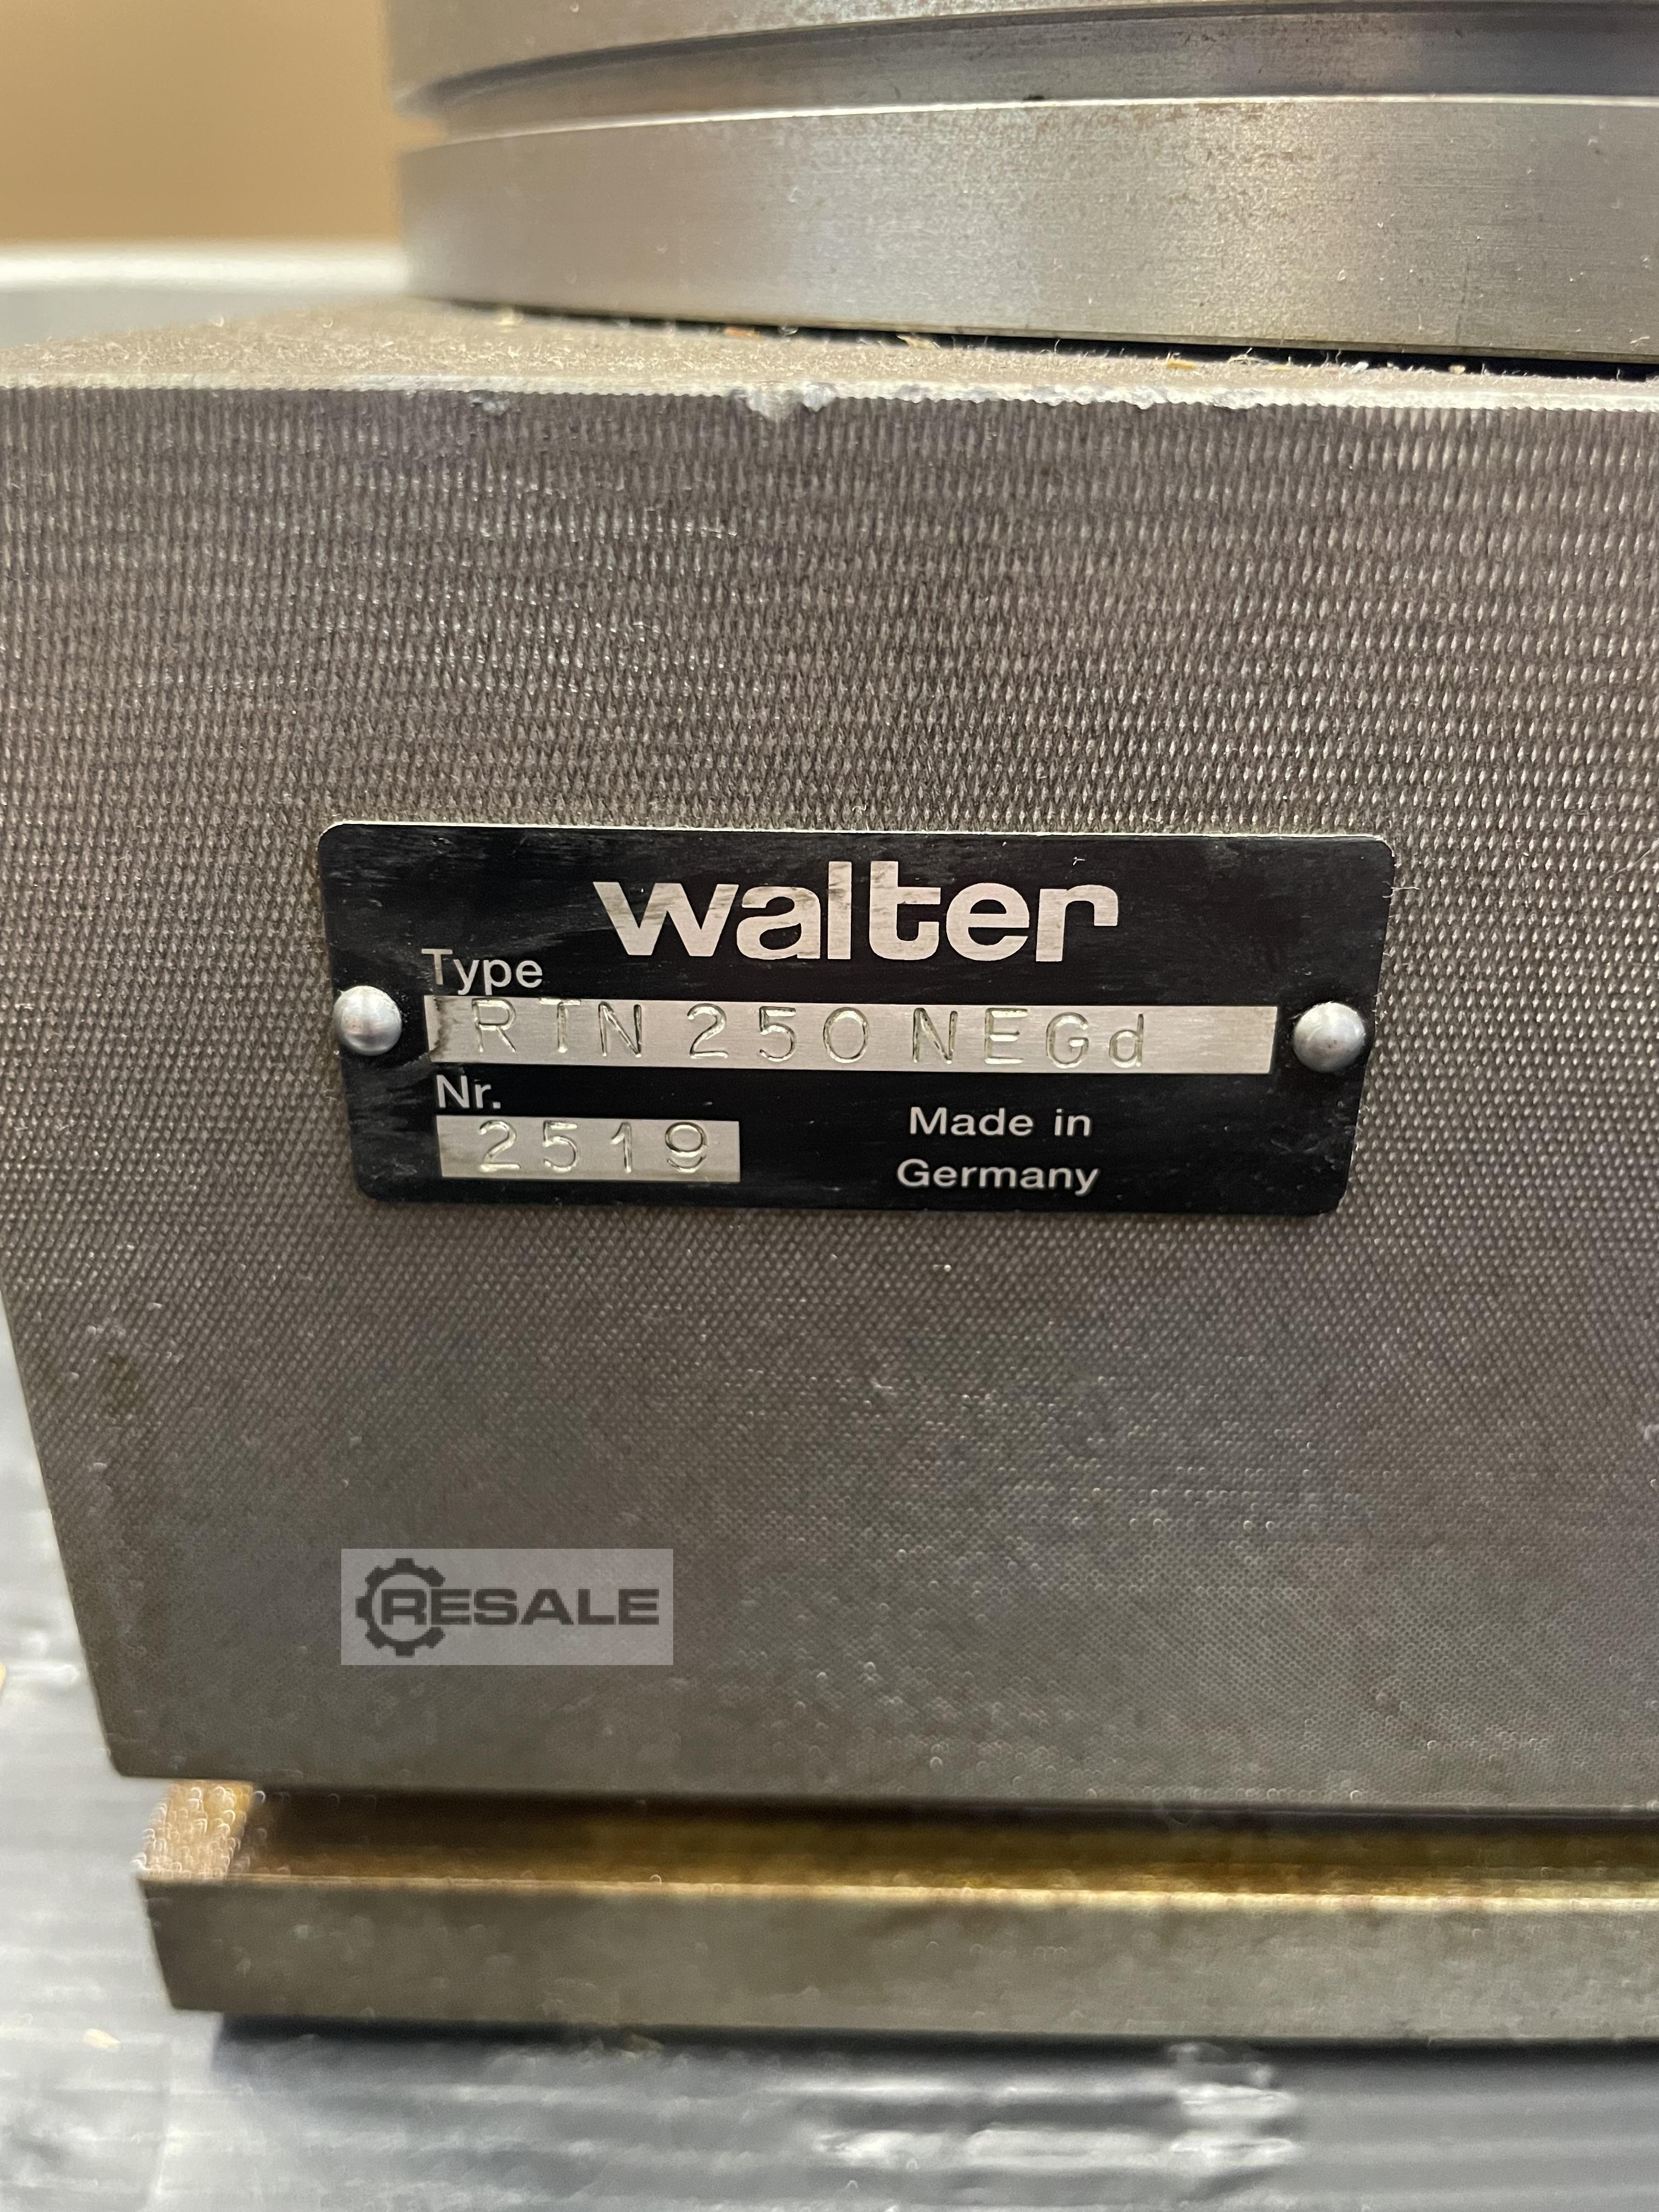 walter
Type
RTN 250 NEGd
Nr.
2519
Made in
Germany
RESALE